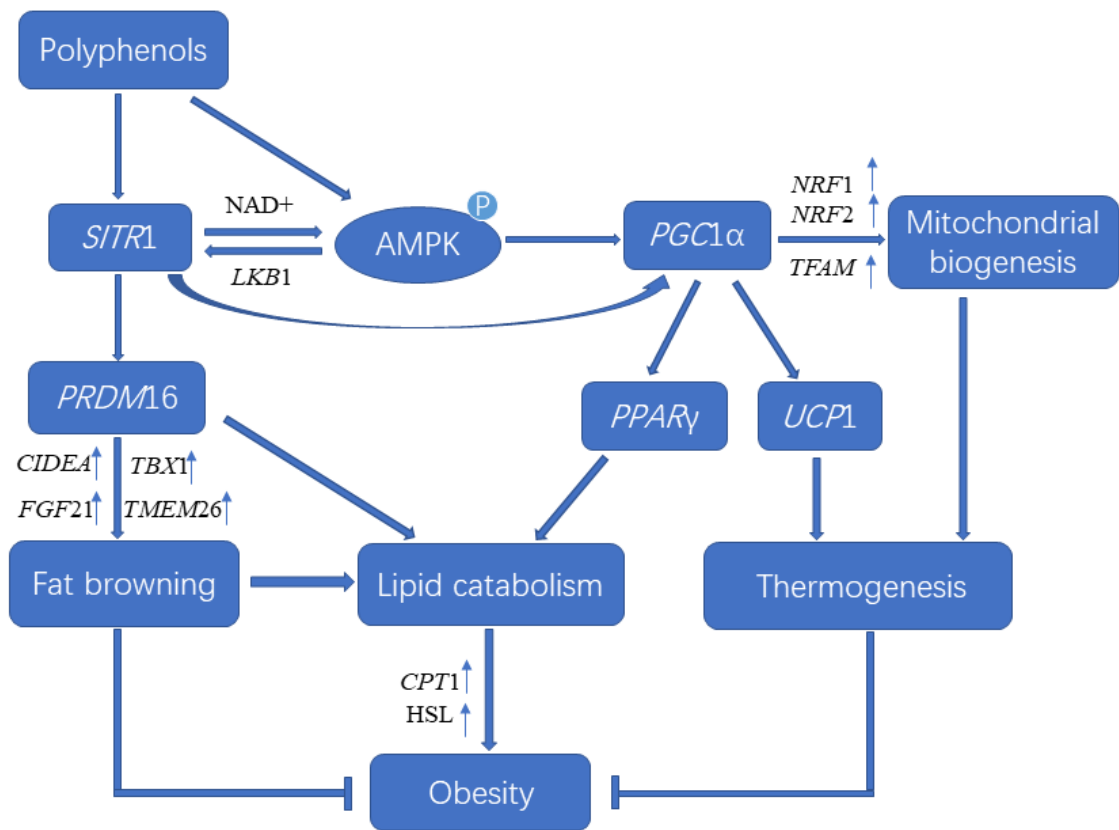 Polyphenols
NAD+
SITR1
AMPK
P
LKB1
PGC1α
NRF1
NRF2
TFAM
Mitochondrial
biogenesis
PRDM16
PPARγ
UCP1
CIDEA TBX1
FGF21 TMEM26
Fat browning
Lipid catabolism
Thermogenesis
CPT1
HSL
Obesity